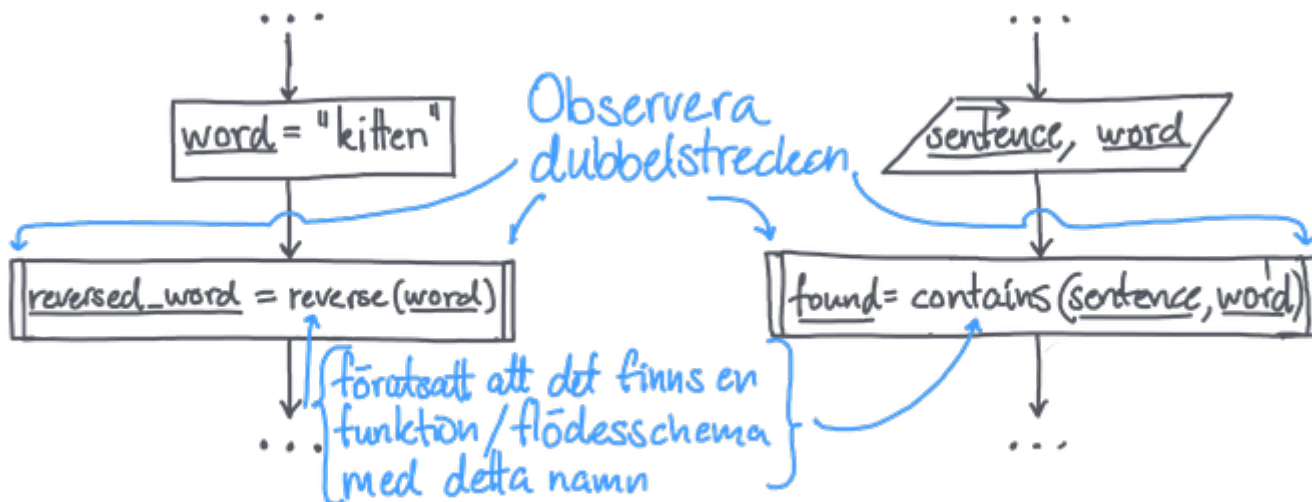 ...
word = "kitten"
reversed_word = reverse(word)
...
Observera
dubbelstrecken
förutsatt att det finns en
funktion/flödesschema
med detta namn
...
sentence, word
found = contains(sentence, word)
...